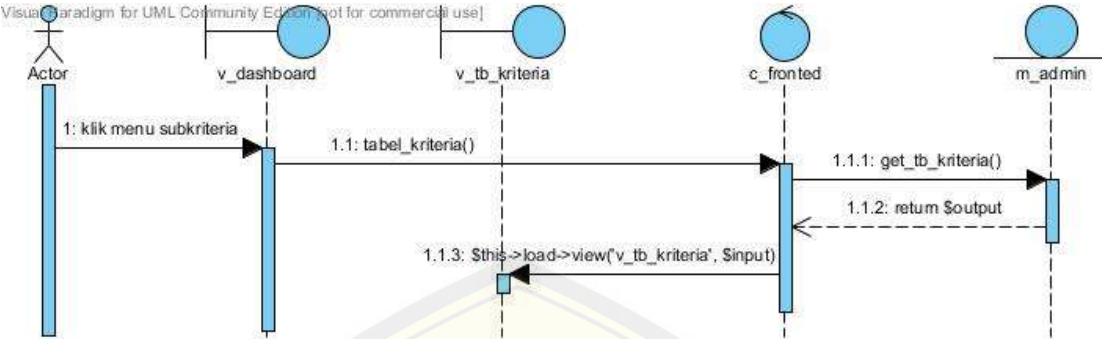 Visual Paradigm for UML Community Edition [not for commercial use]
Actor
v_dashboard
v_tb_kriteria
c_fronted
m_admin
1: klik menu subkriteria
1.1: tabel_kriteria()
1.1.1: get_tb_kriteria()
1.1.2: return $output
1.1.3: $this->load->view("v_tb_kriteria", $input)